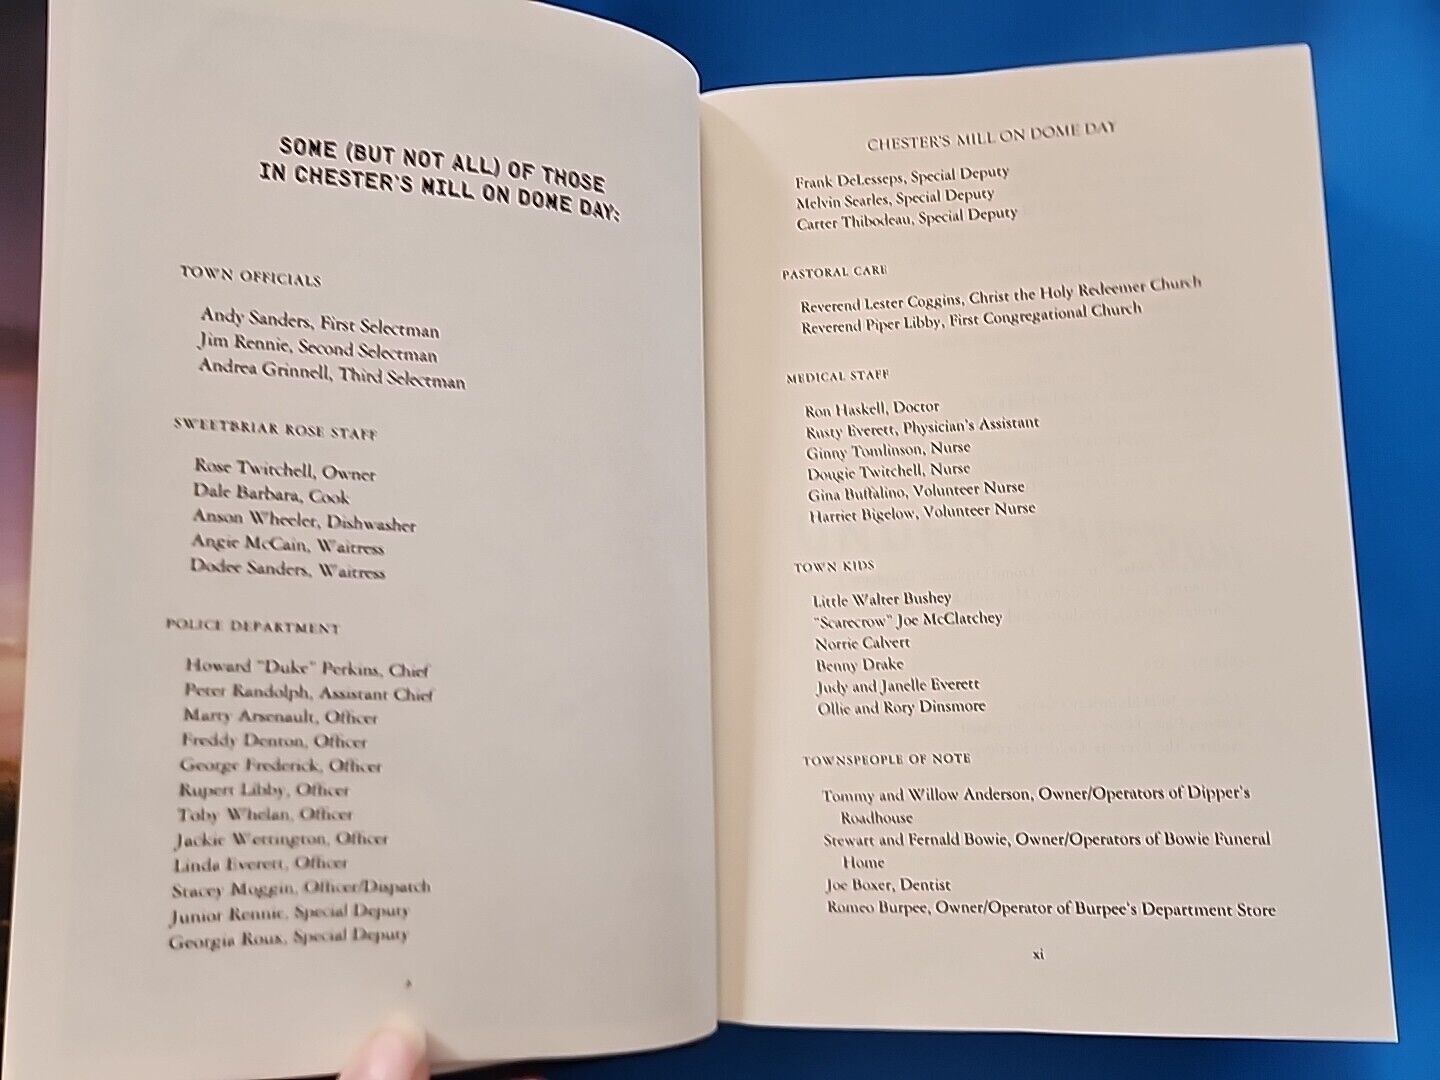 SOME (BUT NOT ALL) OF THOSE
IN CHESTER'S MILL ON DOME DAY:
TOWN OFFICIALS
Andy Sanders, First Selectman
Jim Rennie, Second Selectman
Andrea Grinnell, Third Selectman
SWEETBRIAR ROSE STAFF
Rose Twitchell, Owner
Dale Barbara, Cook
Anson Wheeler, Dishwasher
Angie McCain, Waitress
Dodee Sanders, Waitress
POLICE DEPARTMENT
Howard "Duke" Perkins, Chief
Peter Randolph, Assistant Chief
Marty Arsenault, Officer
Freddy Denton, Officer
George Frederick, Officer
Rupert Libby, Officer
Toby Whelan, Officer
Jackie Wettington, Officer
Linda Everett, Officer
Stacey Moggin, Officer/Dispatch
Junior Rennie, Special Deputy
Georgia Roux, Special Deputy
CHESTER'S MILL ON DOME DAY
Frank DeLesseps, Special Deputy
Melvin Searles, Special Deputy
Carter Thibodeau, Special Deputy
PASTORAL CARE
Reverend Lester Coggins, Christ the Holy Redeemer Church
Reverend Piper Libby, First Congregational Church
MEDICAL STAFF
Ron Haskell, Doctor
Rusty Everett, Physician's Assistant
Ginny Tomlinson, Nurse
Dougie Twitchell, Nurse
Gina Buffalino, Volunteer Nurse
Harriet Bigelow, Volunteer Nurse
TOWN KIDS
Little Walter Bushey
"Scarecrow" Joe McClatchey
Norrie Calvert
Benny Drake
Judy and Janelle Everett
Ollie and Rory Dinsmore
TOWNSPEOPLE OF NOTE
Tommy and Willow Anderson, Owner/Operators of Dipper's
Roadhouse
Stewart and Fernald Bowie, Owner/Operators of Bowie Funeral
Home
Joe Boxer, Dentist
Romeo Burpee, Owner/Operator of Burpee's Department Store
xi